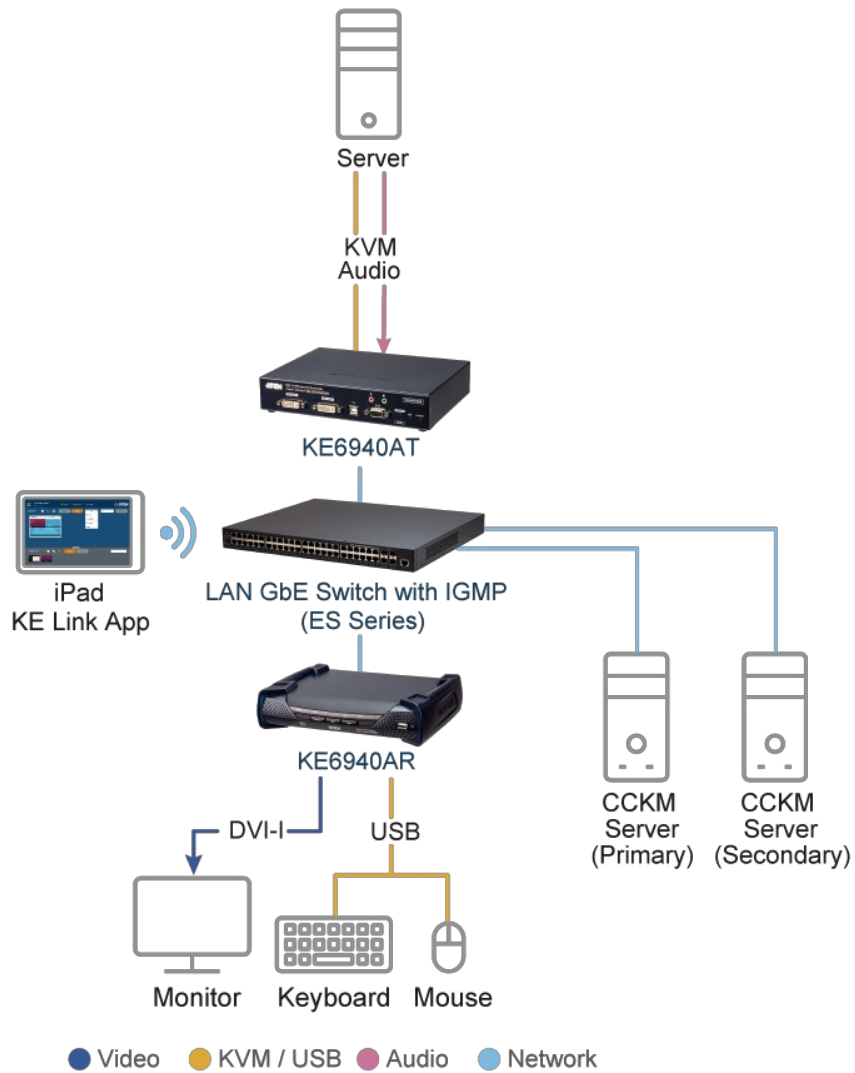 Server
KVM
Audio
ATEN
KE6940AT
iPad
KE Link App
LAN GbE Switch with IGMP
(ES Series)
KE6940AR
CCKM
Server
(Primary)
CCKM
Server
(Secondary)
DVI-I
USB
Monitor
Keyboard
Mouse
Video
KVM / USB
Audio
Network